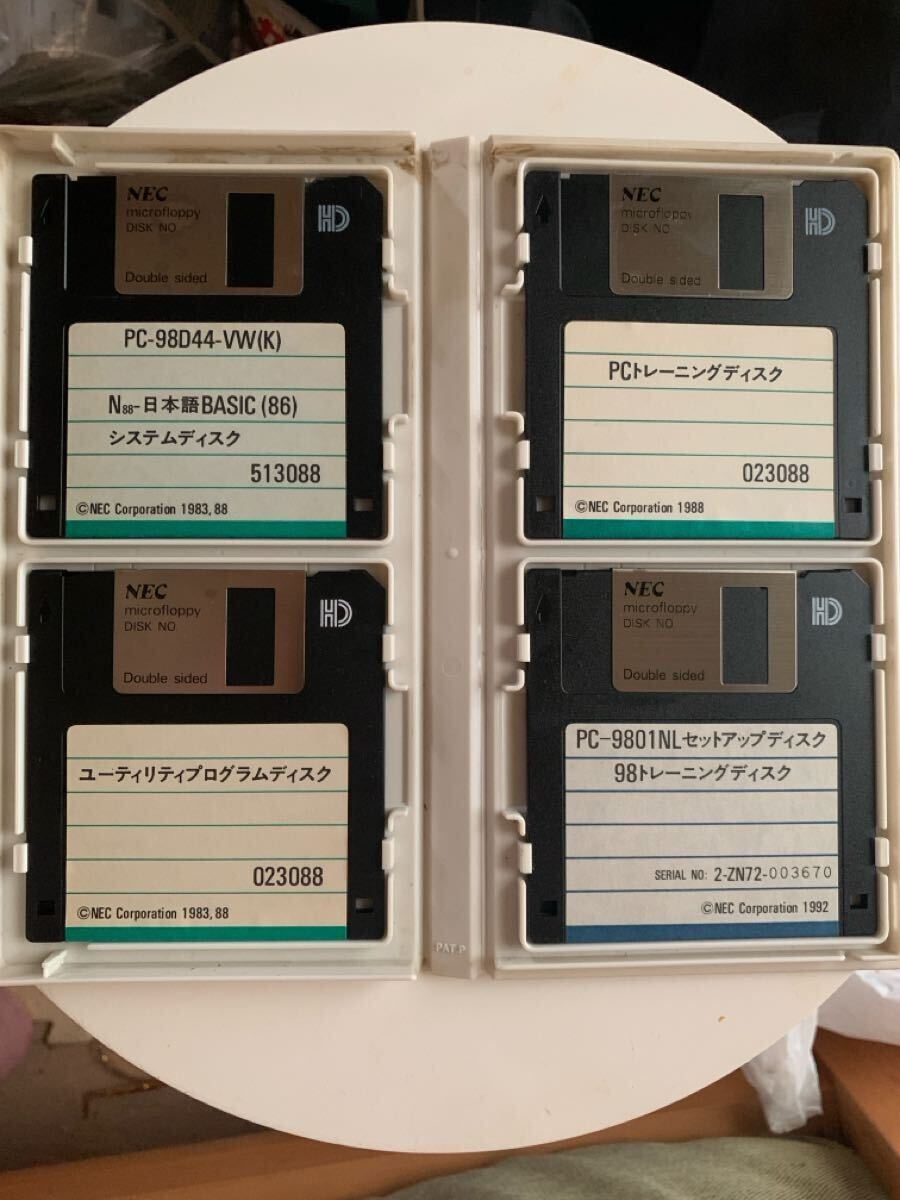 NEC
microfloppy
DISK NO.
Double sided
HD
PC-98D44-VW(K)
N88-日本語BASIC(86)
システムディスク
513088
©NEC Corporation 1983,88
NEC
microfloppy
DISK NO
Double sided
HD
PCトレーニングディスク
023088
©NEC Corporation 1988
NEC
microfloppy
DISK NO.
Double sided
HD
ユーティリティプログラムディスク
023088
©NEC Corporation 1983,88
NEC
microfloppy
DISK NO
Double sided
HD
PC-9801NLセットアップディスク
98トレーニングディスク
SERIAL NO: 2-ZN72-003670
©NEC Corporation 1992
PAT.P